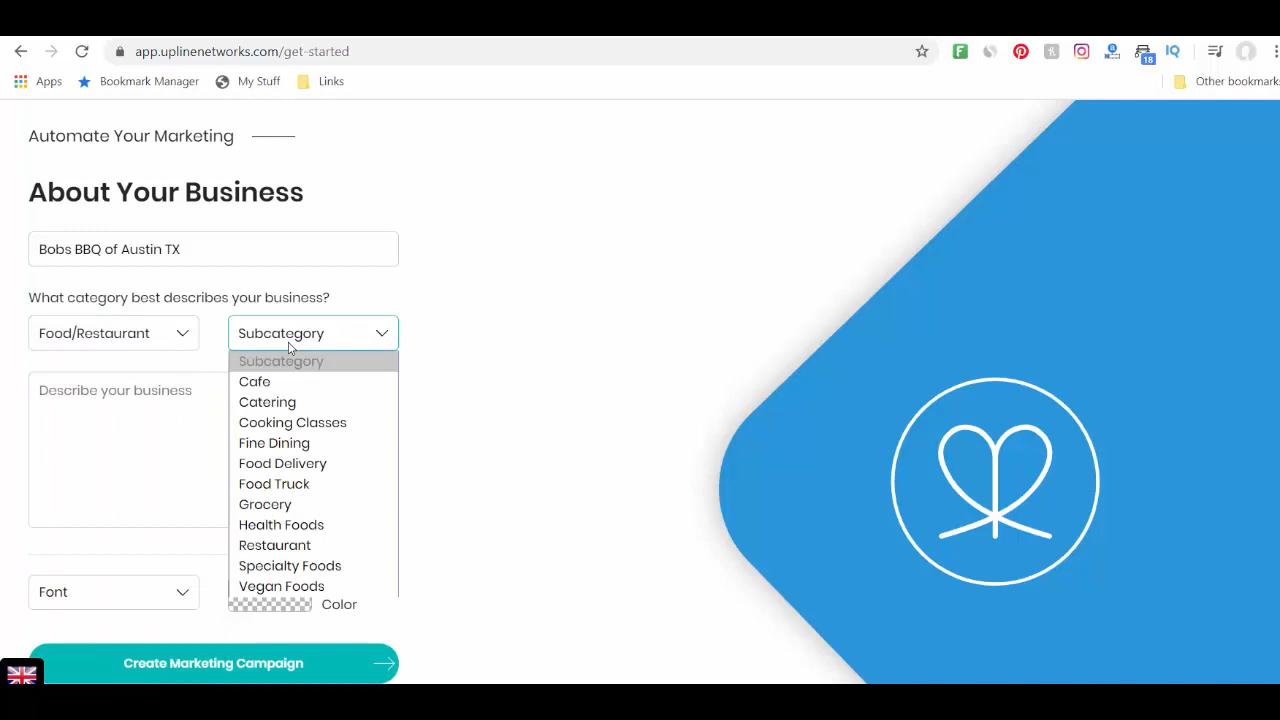 app.uplinenetworks.com/get-started
18
IQ
Apps
Bookmark Manager
My Stuff
Links
Other bookmarks
Automate Your Marketing
About Your Business
Bobs BBQ of Austin TX
What category best describes your business?
Food/Restaurant
Subcategory
Subcategory
Cafe
Catering
Cooking Classes
Fine Dining
Food Delivery
Food Truck
Grocery
Health Foods
Restaurant
Specialty Foods
Vegan Foods
Describe your business
Font
Color
Create Marketing Campaign